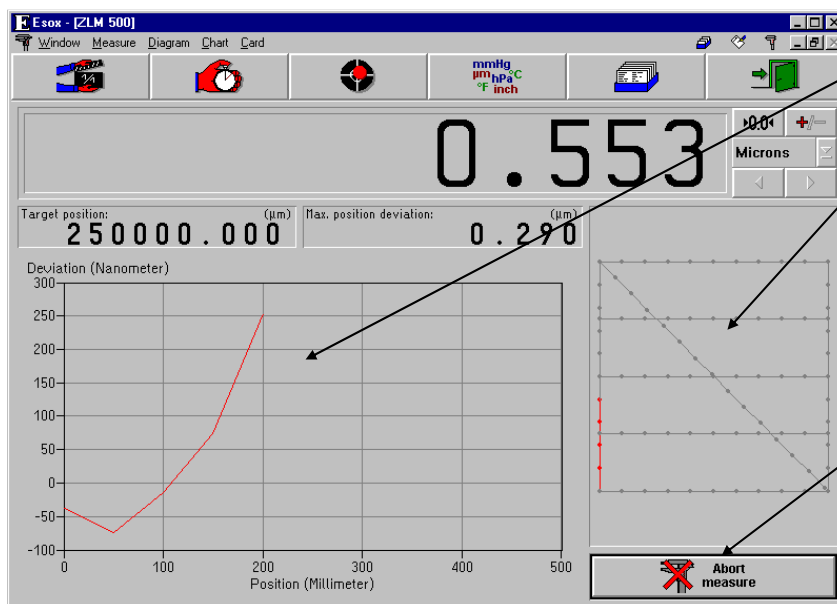 Esox - [ZLM 500]
Window Measure Diagram Chart Card
1/1
mmHg
µm hPa °C
°F inch
0.553
0.0 +/-
Microns
Target position: (µm)
250000.000
Max. position deviation: (µm)
0.290
Deviation (Nanometer)
300
250
200
150
100
50
0
-50
-100
0 100 200 300 400 500
Position (Millimeter)
Abort
measure